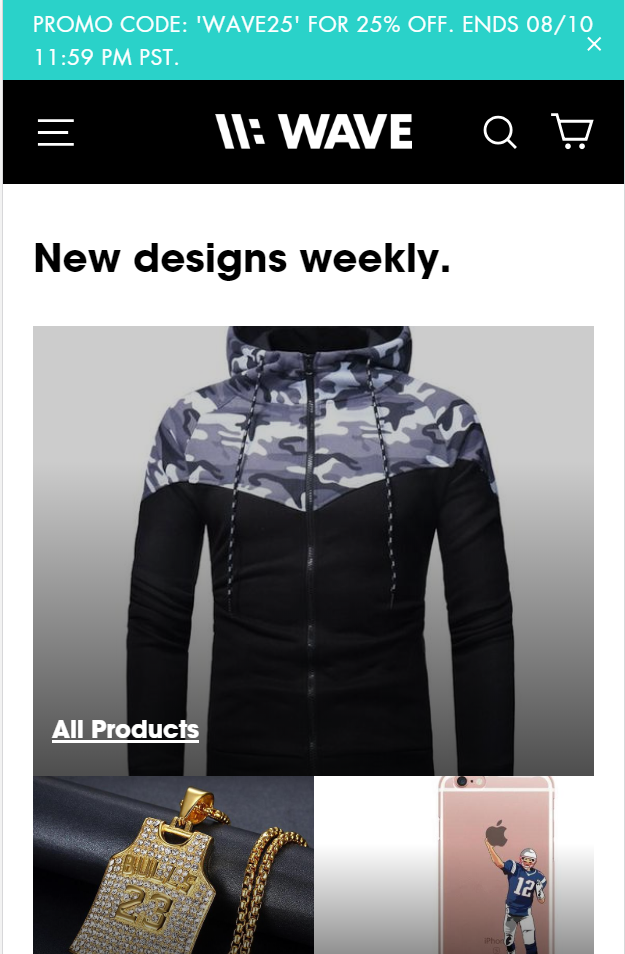 PROMO CODE: 'WAVE25' FOR 25% OFF. ENDS 08/10
11:59 PM PST.
WAVE
New designs weekly.
All Products
BULLS
23
12
iPhone